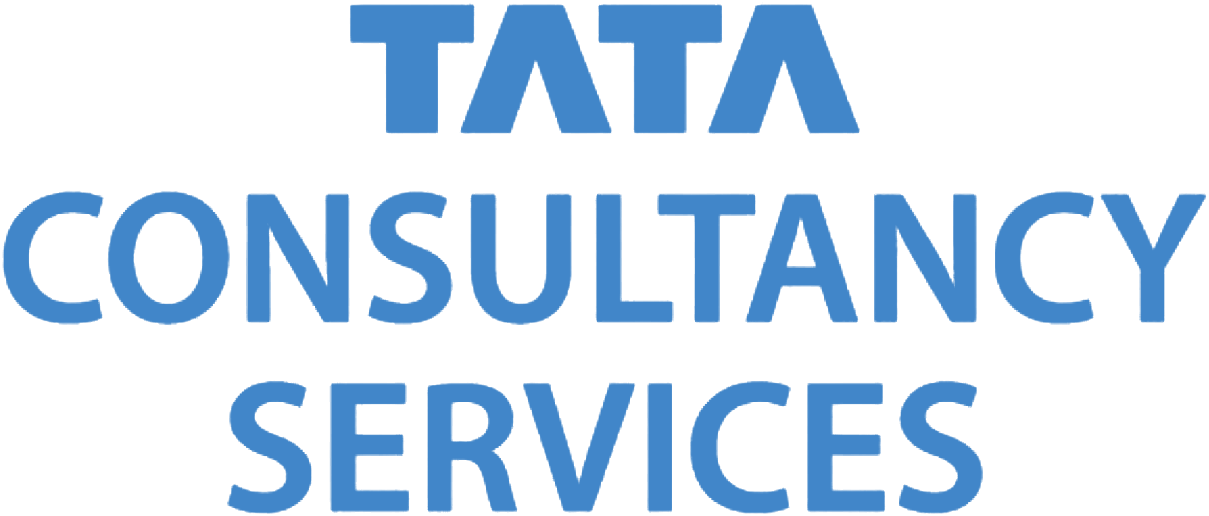 TATA
CONSULTANCY
SERVICES